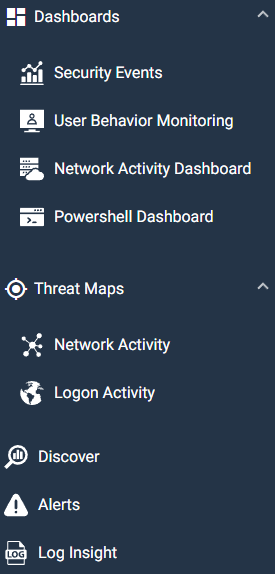 Dashboards
Security Events
User Behavior Monitoring
Network Activity Dashboard
Powershell Dashboard
Threat Maps
Network Activity
Logon Activity
Discover
Alerts
LOG Log Insight